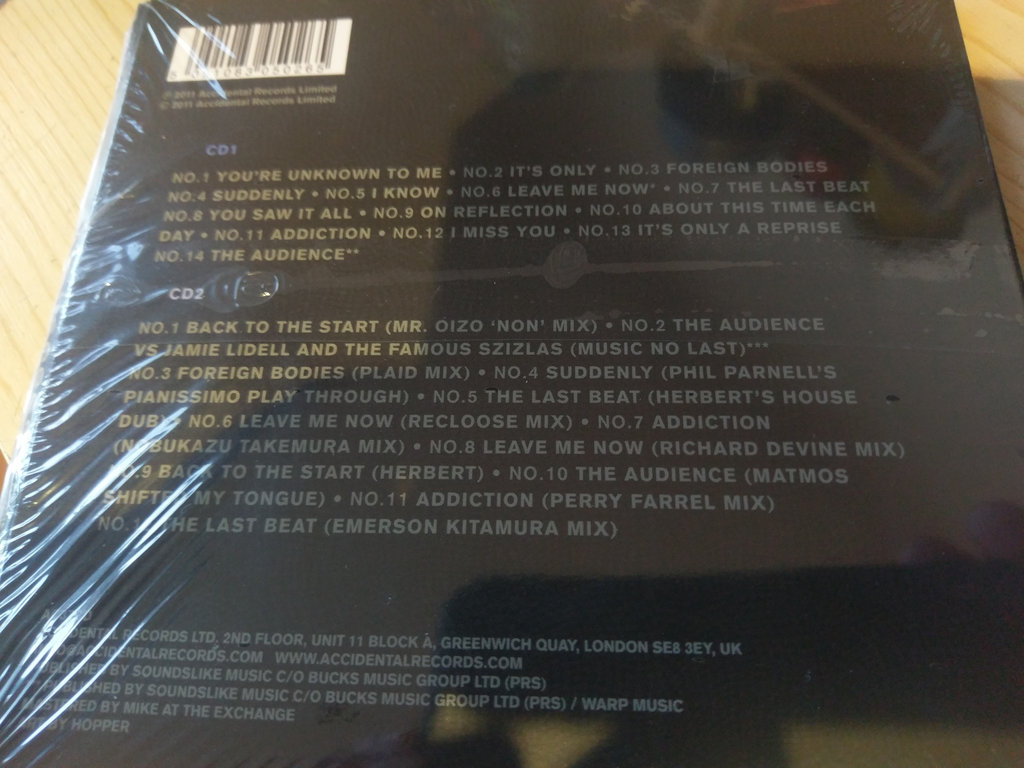 ℗ 2011 Accidental Records Limited
© 2011 Accidental Records Limited
CD1
NO.1 YOU'RE UNKNOWN TO ME • NO.2 IT'S ONLY • NO.3 FOREIGN BODIES
NO.4 SUDDENLY • NO.5 I KNOW • NO.6 LEAVE ME NOW* • NO.7 THE LAST BEAT
NO.8 YOU SAW IT ALL • NO.9 ON REFLECTION • NO.10 ABOUT THIS TIME EACH
DAY • NO.11 ADDICTION • NO.12 I MISS YOU • NO.13 IT'S ONLY A REPRISE
NO.14 THE AUDIENCE**
CD2
NO.1 BACK TO THE START (MR. OIZO 'NON' MIX) • NO.2 THE AUDIENCE
VS JAMIE LIDELL AND THE FAMOUS SZIZLAS (MUSIC NO LAST)***
NO.3 FOREIGN BODIES (PLAID MIX) • NO.4 SUDDENLY (PHIL PARNELL'S
PIANISSIMO PLAY THROUGH) • NO.5 THE LAST BEAT (HERBERT'S HOUSE
DUB) • NO.6 LEAVE ME NOW (RECLOOSE MIX) • NO.7 ADDICTION
(NOBUKAZU TAKEMURA MIX) • NO.8 LEAVE ME NOW (RICHARD DEVINE MIX)
NO.9 BACK TO THE START (HERBERT) • NO.10 THE AUDIENCE (MATMOS
SHIFTED MY TONGUE) • NO.11 ADDICTION (PERRY FARREL MIX)
THE LAST BEAT (EMERSON KITAMURA MIX)
RECORDS LTD, 2ND FLOOR, UNIT 11 BLOCK A, GREENWICH QUAY, LONDON SE8 3EY, UK
WWW.ACCIDENTALRECORDS.COM
BY SOUNDSLIKE MUSIC C/O BUCKS MUSIC GROUP LTD (PRS)
PUBLISHED BY SOUNDSLIKE MUSIC C/O BUCKS MUSIC GROUP LTD (PRS) / WARP MUSIC
MASTERED BY MIKE AT THE EXCHANGE
BY HOPPER